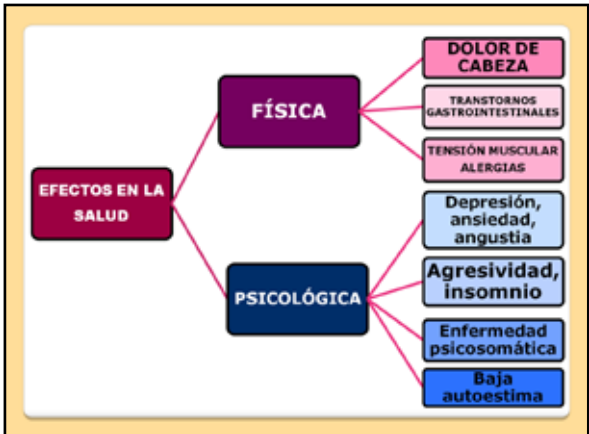 EFECTOS EN LA
SALUD
FÍSICA
DOLOR DE
CABEZA
TRANSTORNOS
GASTROINTESTINALES
TENSIÓN MUSCULAR
ALERGIAS
PSICOLÓGICA
Depresión,
ansiedad,
angustia
Agresividad,
insomnio
Enfermedad
psicosomática
Baja
autoestima